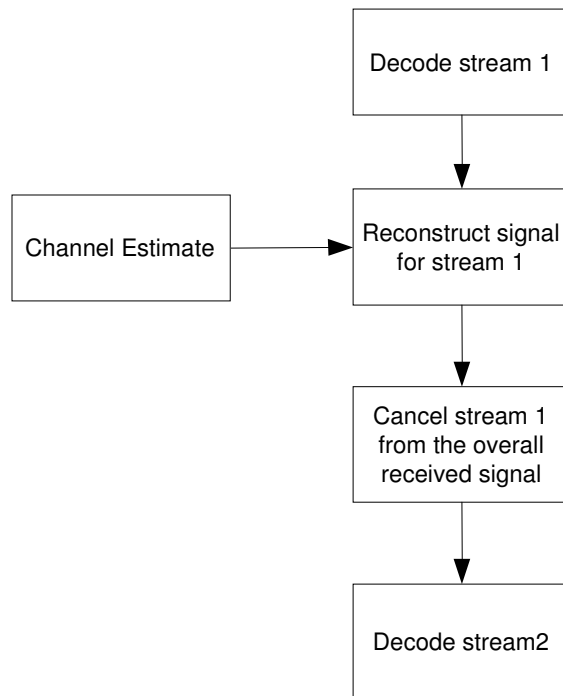 Decode stream 1
Channel Estimate
Reconstruct signal
for stream 1
Cancel stream 1
from the overall
received signal
Decode stream2